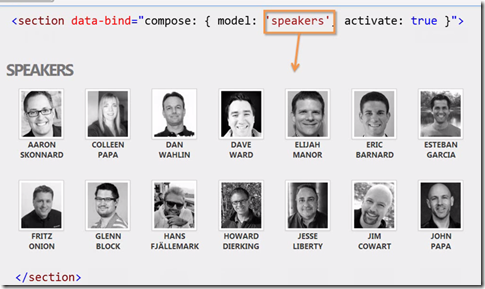 <section data-bind="compose: { model: 'speakers', activate: true }">
SPEAKERS
AARON SKONNARD
COLLEEN PAPA
DAN WAHLIN
DAVE WARD
ELIJAH MANOR
ERIC BARNARD
ESTEBAN GARCIA
FRITZ ONION
GLENN BLOCK
HANS FJÄLLEMARK
HOWARD DIERKING
JESSE LIBERTY
JIM COWART
JOHN PAPA
</section>